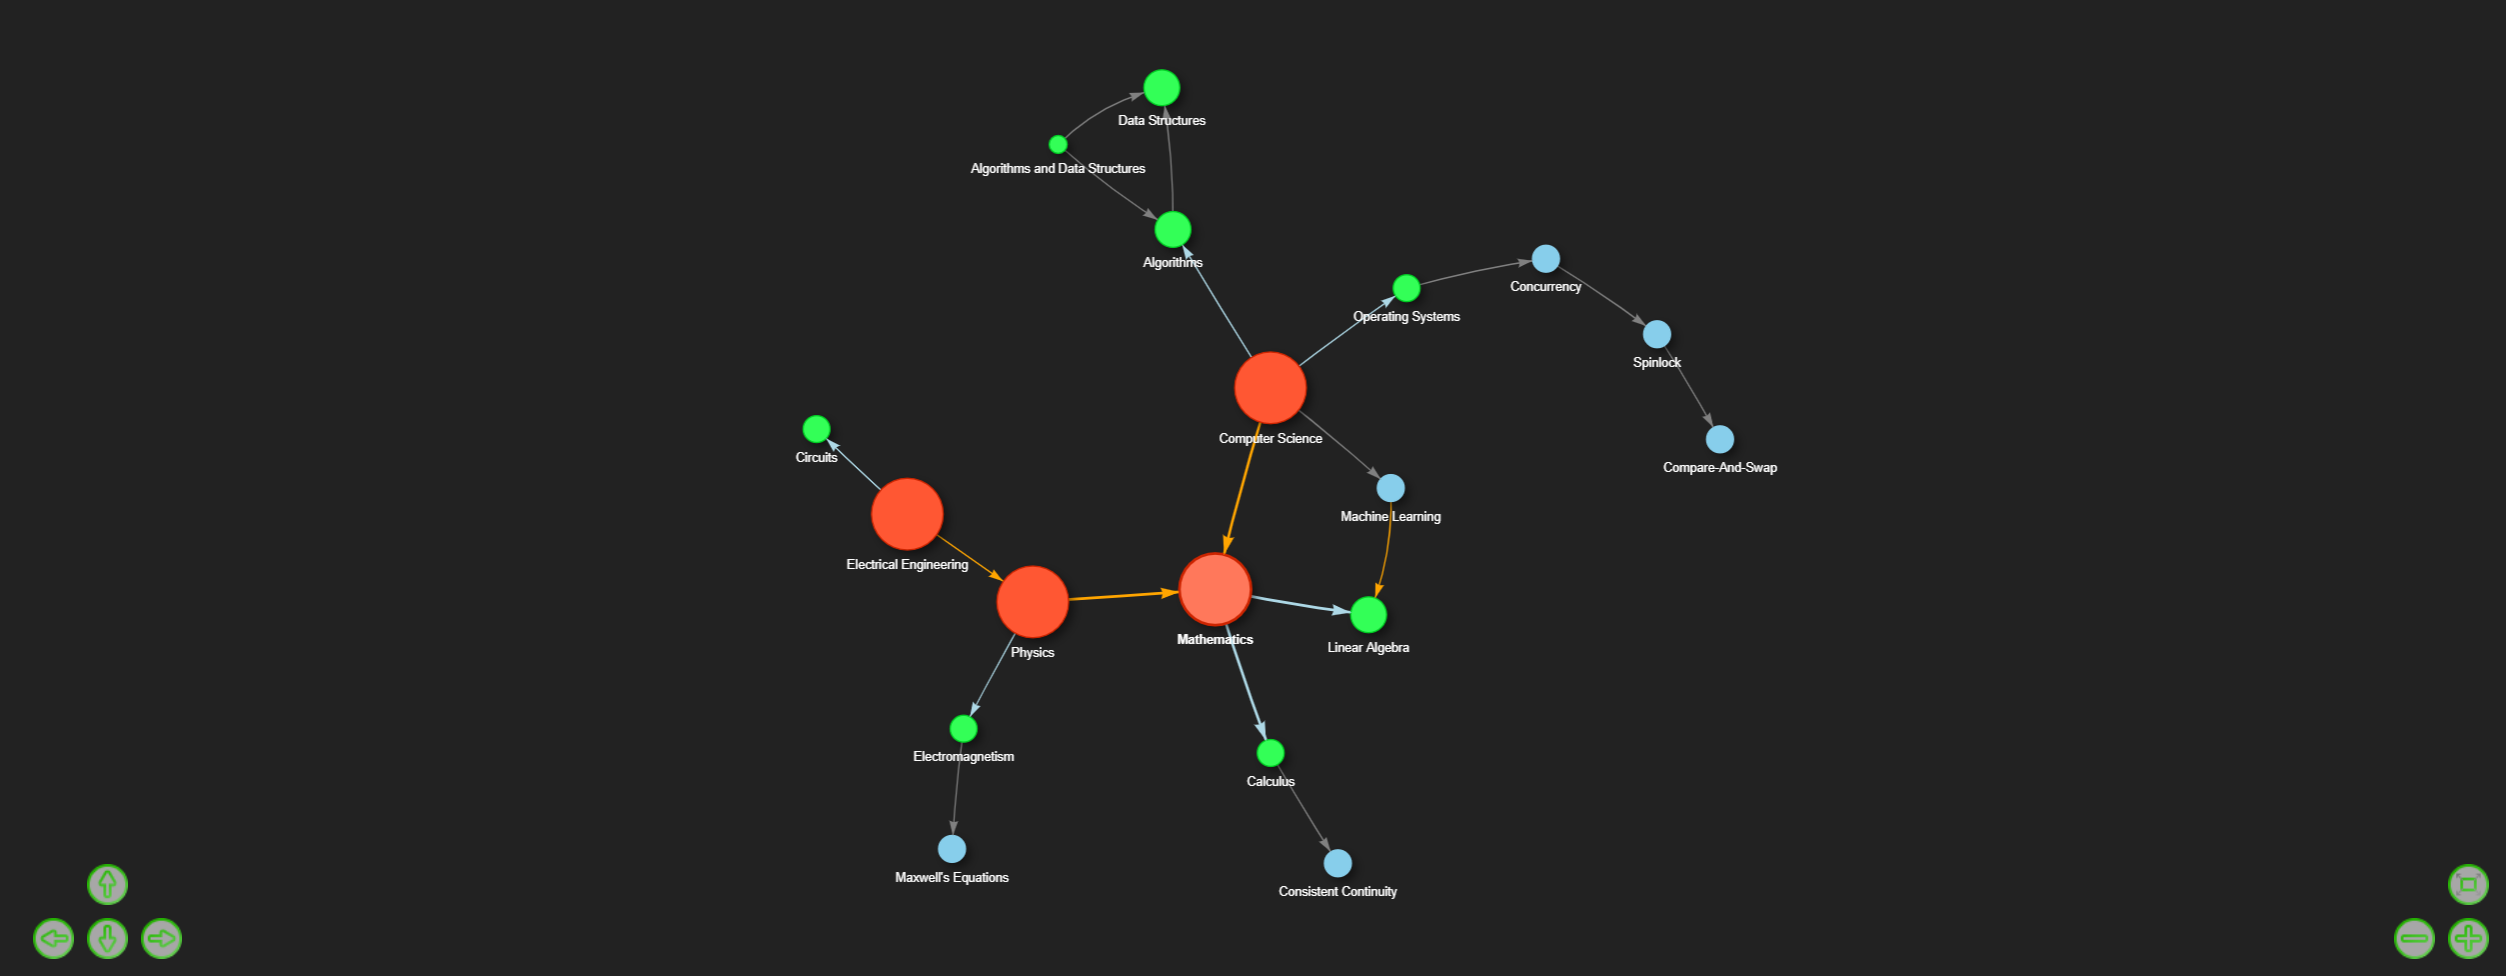 Data Structures
Algorithms and Data Structures
Algorithms
Concurrency
Operating Systems
Spinlock
Computer Science
Circuits
Compare-And-Swap
Machine Learning
Electrical Engineering
Mathematics
Linear Algebra
Physics
Electromagnetism
Calculus
Maxwell's Equations
Consistent Continuity